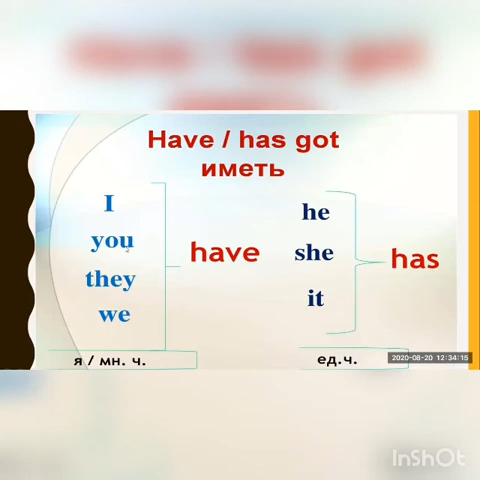 Have / has got
иметь
I
you
they
we
have
he
she
it
has
я / мн. ч.
ед.ч.
2020-08-20 12:34:15
InShOt